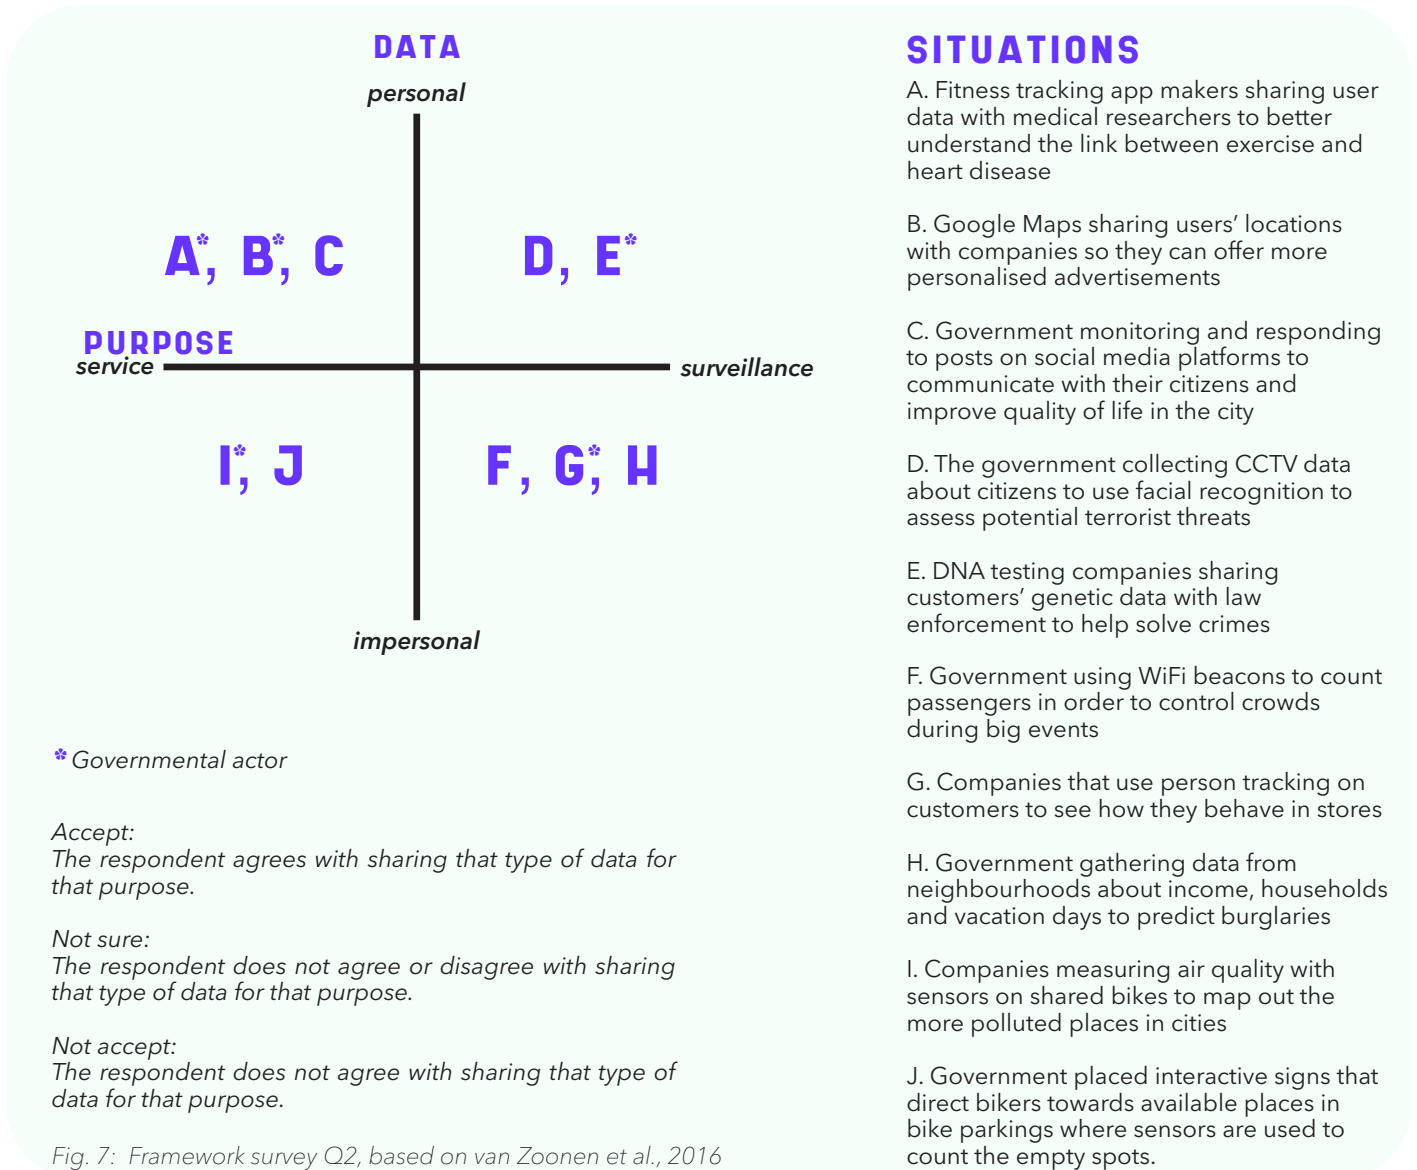 DATA
personal
A*, B*, C
D, E*
PURPOSE
service
surveillance
I*, J
F, G*, H
impersonal
* Governmental actor
Accept:
The respondent agrees with sharing that type of data for
that purpose.
Not sure:
The respondent does not agree or disagree with sharing
that type of data for that purpose.
Not accept:
The respondent does not agree with sharing that type of
data for that purpose.
Fig. 7: Framework survey Q2, based on van Zoonen et al., 2016
SITUATIONS
A. Fitness tracking app makers sharing user
data with medical researchers to better
understand the link between exercise and
heart disease
B. Google Maps sharing users’ locations
with companies so they can offer more
personalised advertisements
C. Government monitoring and responding
to posts on social media platforms to
communicate with their citizens and
improve quality of life in the city
D. The government collecting CCTV data
about citizens to use facial recognition to
assess potential terrorist threats
E. DNA testing companies sharing
customers’ genetic data with law
enforcement to help solve crimes
F. Government using WiFi beacons to count
passengers in order to control crowds
during big events
G. Companies that use person tracking on
customers to see how they behave in stores
H. Government gathering data from
neighbourhoods about income, households
and vacation days to predict burglaries
I. Companies measuring air quality with
sensors on shared bikes to map out the
more polluted places in cities
J. Government placed interactive signs that
direct bikers towards available places in
bike parkings where sensors are used to
count the empty spots.